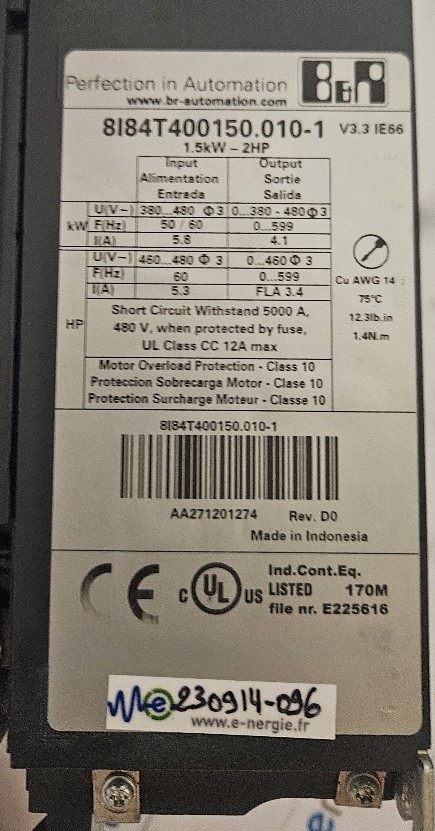 Perfection in Automation
www.br-automation.com
B&R
8I84T400150.010-1 V3.3 IE66
1.5kW - 2HP
Input Output
Alimentation Sortie
Entrada Salida
kW
U(V~) 380...480 Φ 3 0...380 - 480 Φ 3
F(Hz) 50 / 60 0...599
I(A) 5.8 4.1
HP
U(V~) 460...480 Φ 3 0...460 Φ 3
F(Hz) 60 0...599
I(A) 5.3 FLA 3.4
Cu AWG 14
75°C
12.3lb.in
1.4N.m
Short Circuit Withstand 5000 A,
480 V, when protected by fuse,
UL Class CC 12A max
Motor Overload Protection - Class 10
Proteccion Sobrecarga Motor - Clase 10
Protection Surcharge Moteur - Classe 10
8I84T400150.010-1
AA271201274 Rev. D0
Made in Indonesia
CE
C UL US
Ind.Cont.Eq.
LISTED 170M
file nr. E225616
230914-096
www.e-nergie.fr